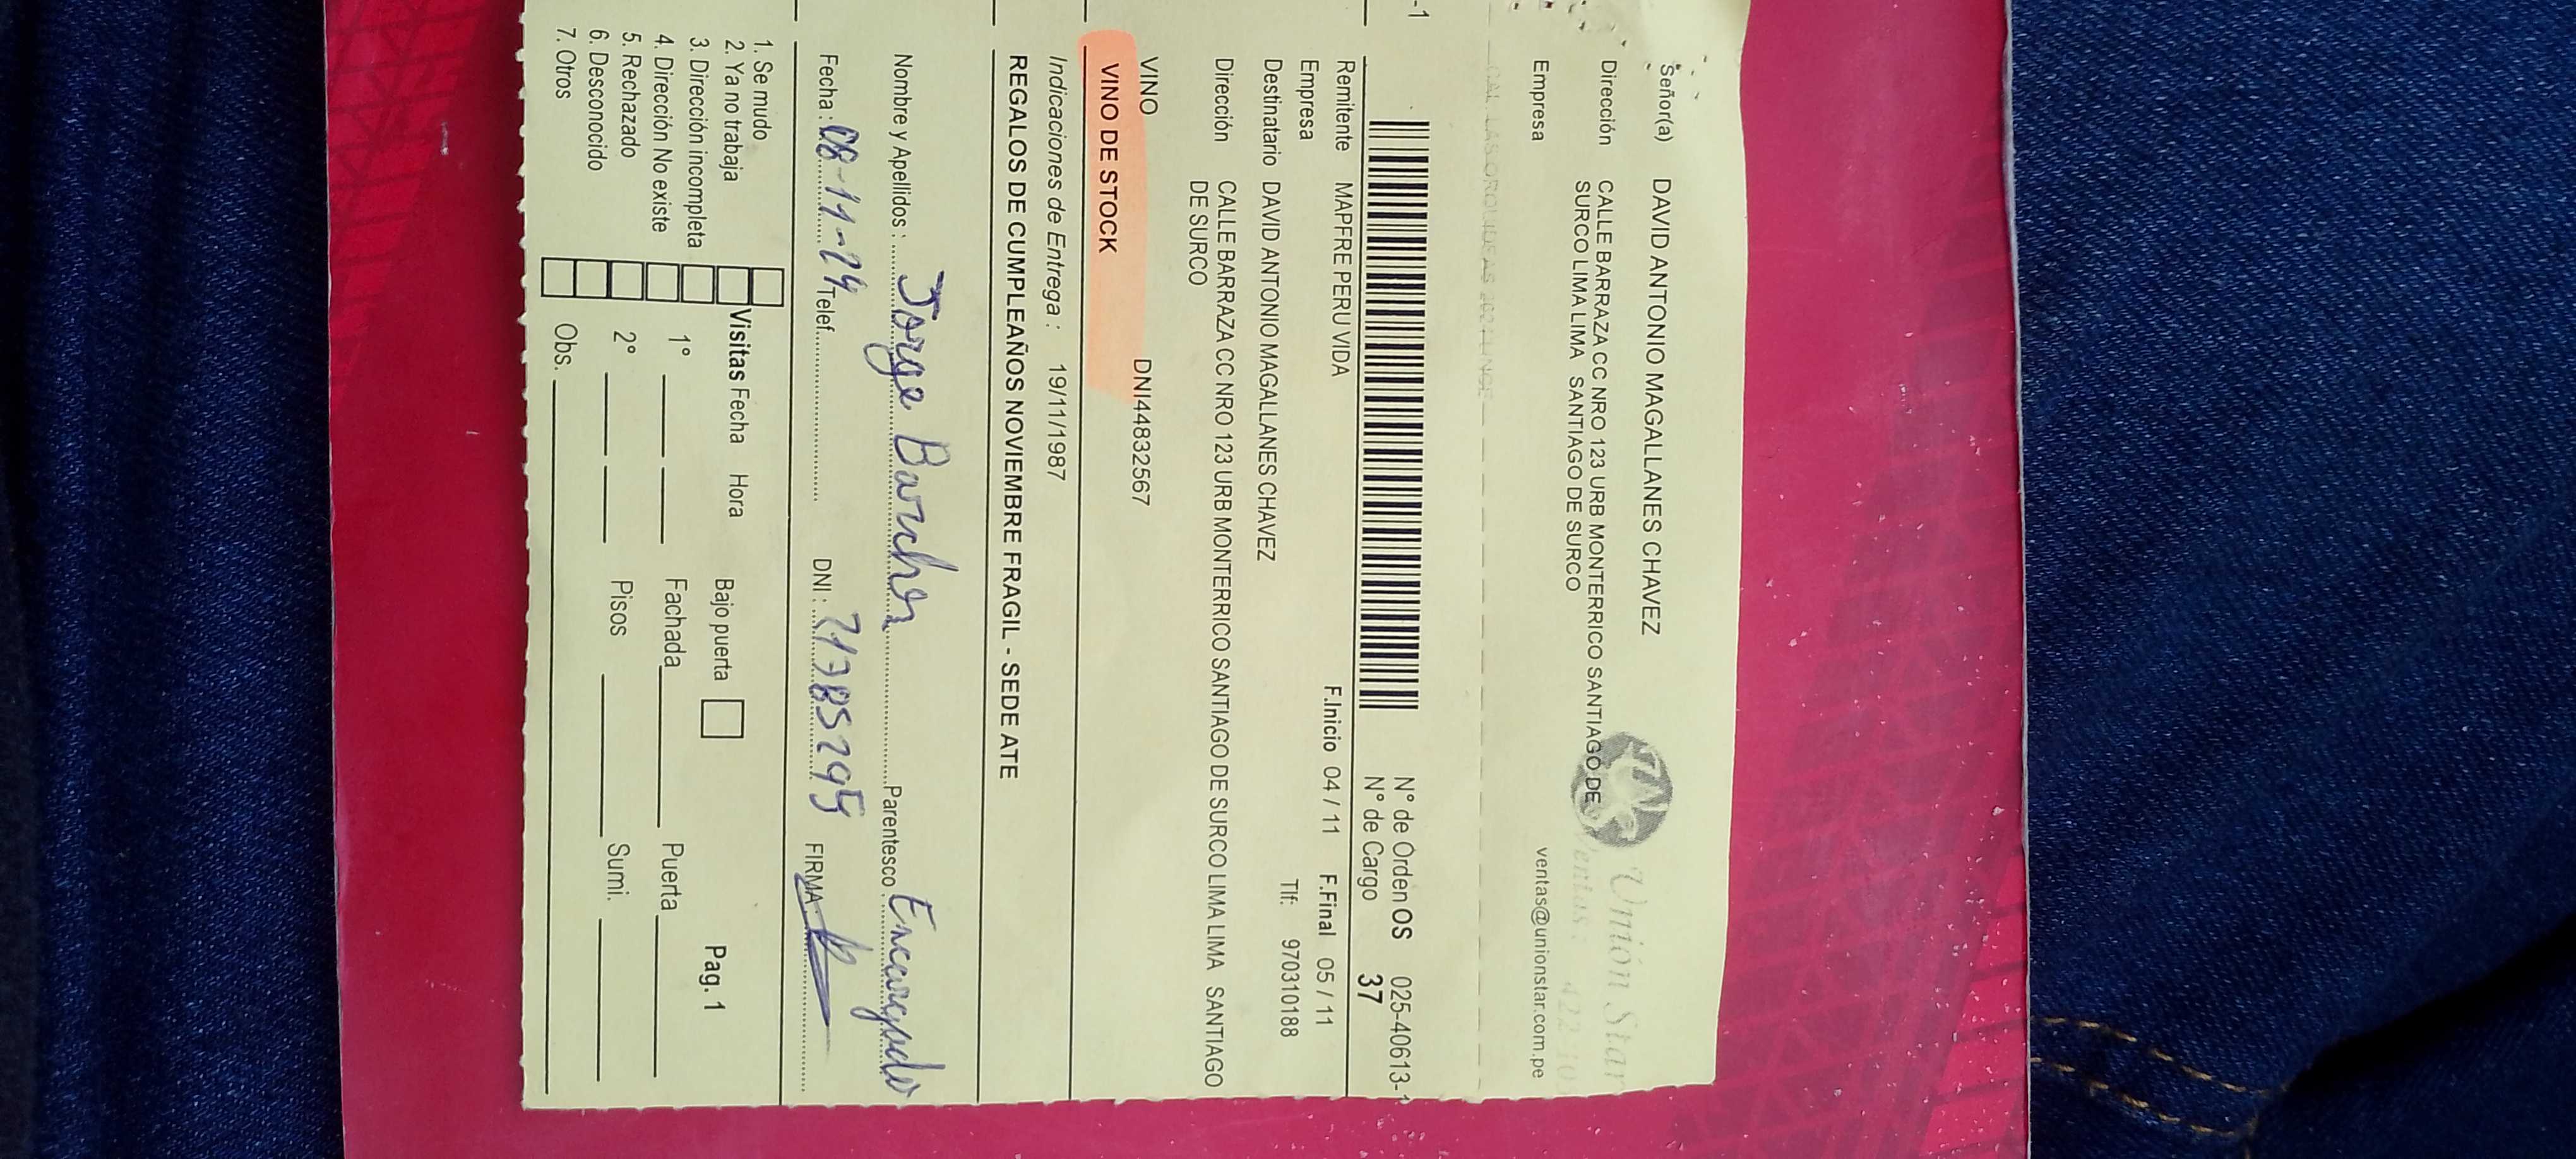 Señor(a) DAVID ANTONIO MAGALLANES CHAVEZ
Dirección CALLE BARRAZA CC NRO 123 URB MONTERRICO SANTIAGO DE
SURCO LIMA LIMA SANTIAGO DE SURCO
Unión Star
Ventas:
Empresa ventas@unionstar.com.pe
-1
N° de Orden OS 025-40613-1
N° de Cargo 37
Remitente MAPFRE PERU VIDA F.Inicio 04 / 11 F.Final 05 / 11
Empresa
Tlf: 970310188
Destinatario DAVID ANTONIO MAGALLANES CHAVEZ
Dirección CALLE BARRAZA CC NRO 123 URB MONTERRICO SANTIAGO DE SURCO LIMA LIMA SANTIAGO
DE SURCO
VINO DNI44832567
VINO DE STOCK
Indicaciones de Entrega : 19/11/1987
REGALOS DE CUMPLEAÑOS NOVIEMBRE FRAGIL - SEDE ATE
Nombre y Apellidos : Jorge Parentesco Encargado
Fecha : 08-11-24 Telef. DNI : FIRMA:
1. Se mudo
2. Ya no trabaja Visitas Fecha Hora Bajo puerta Pag. 1
3. Dirección incompleta
4. Dirección No existe 1° Fachada Puerta
5. Rechazado 2° Pisos Sumi.
6. Desconocido
7. Otros Obs.